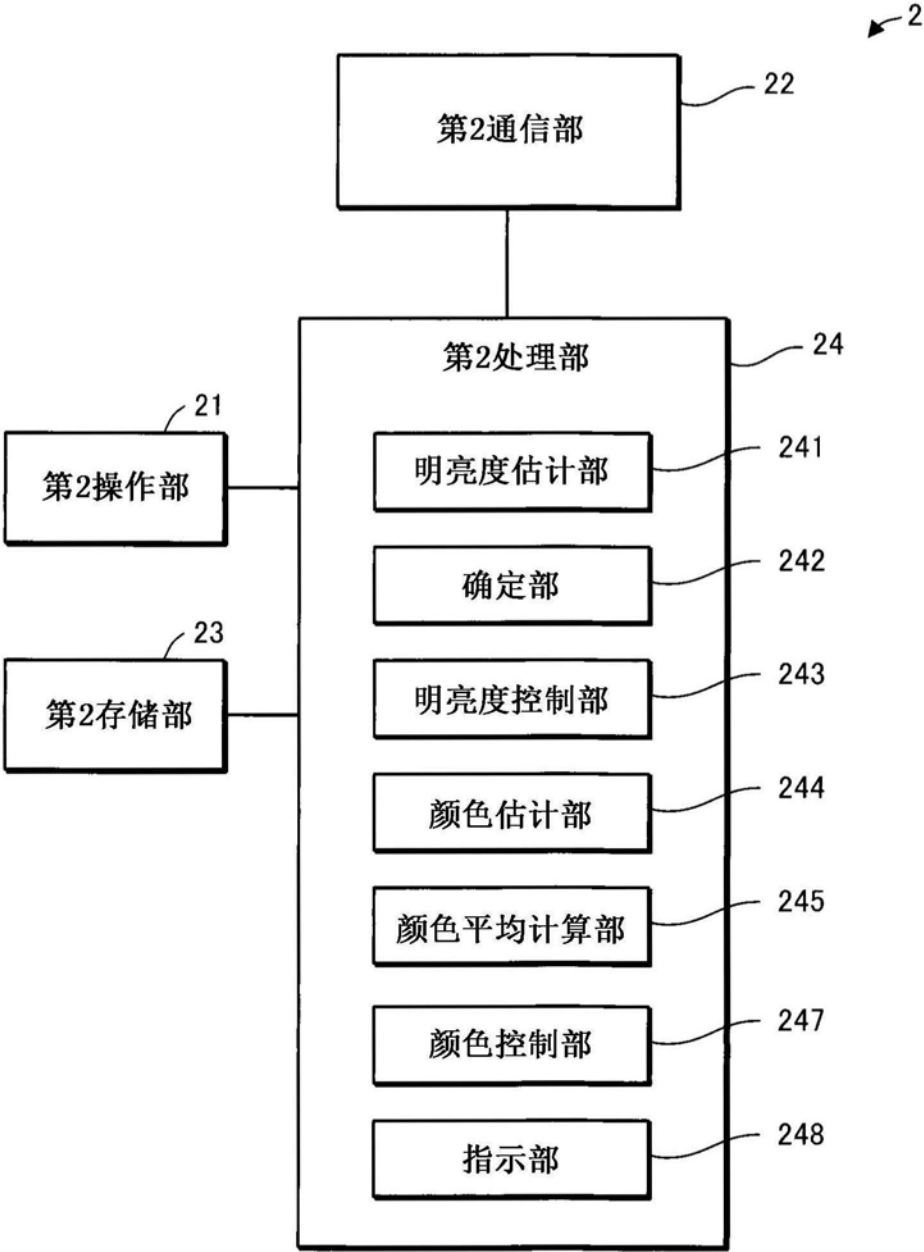 2
22
第2通信部
24
第2处理部
21
第2操作部
241
明亮度估计部
242
确定部
23
第2存储部
243
明亮度控制部
244
颜色估计部
245
颜色平均计算部
247
颜色控制部
248
指示部